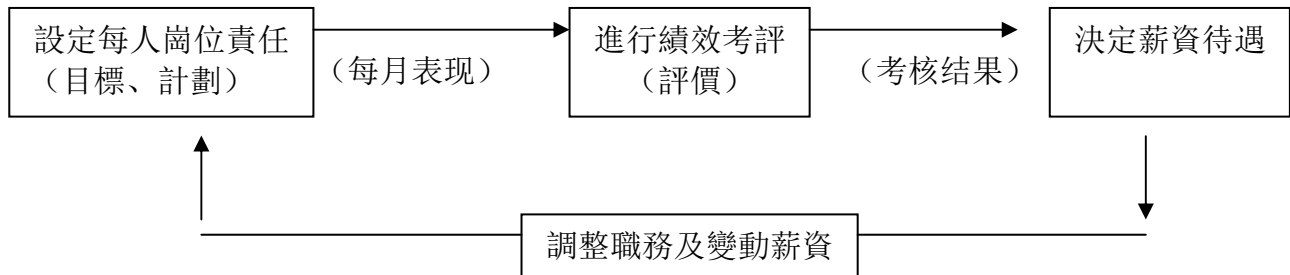 設定每人崗位責任
（目標、計劃）
（每月表现）
進行績效考評
（評價）
（考核结果）
決定薪資待遇
調整職務及變動薪資